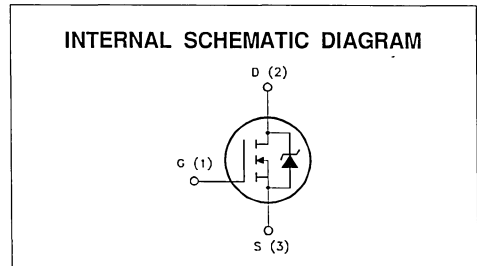 INTERNAL SCHEMATIC DIAGRAM
D (2)
G (1)
S (3)